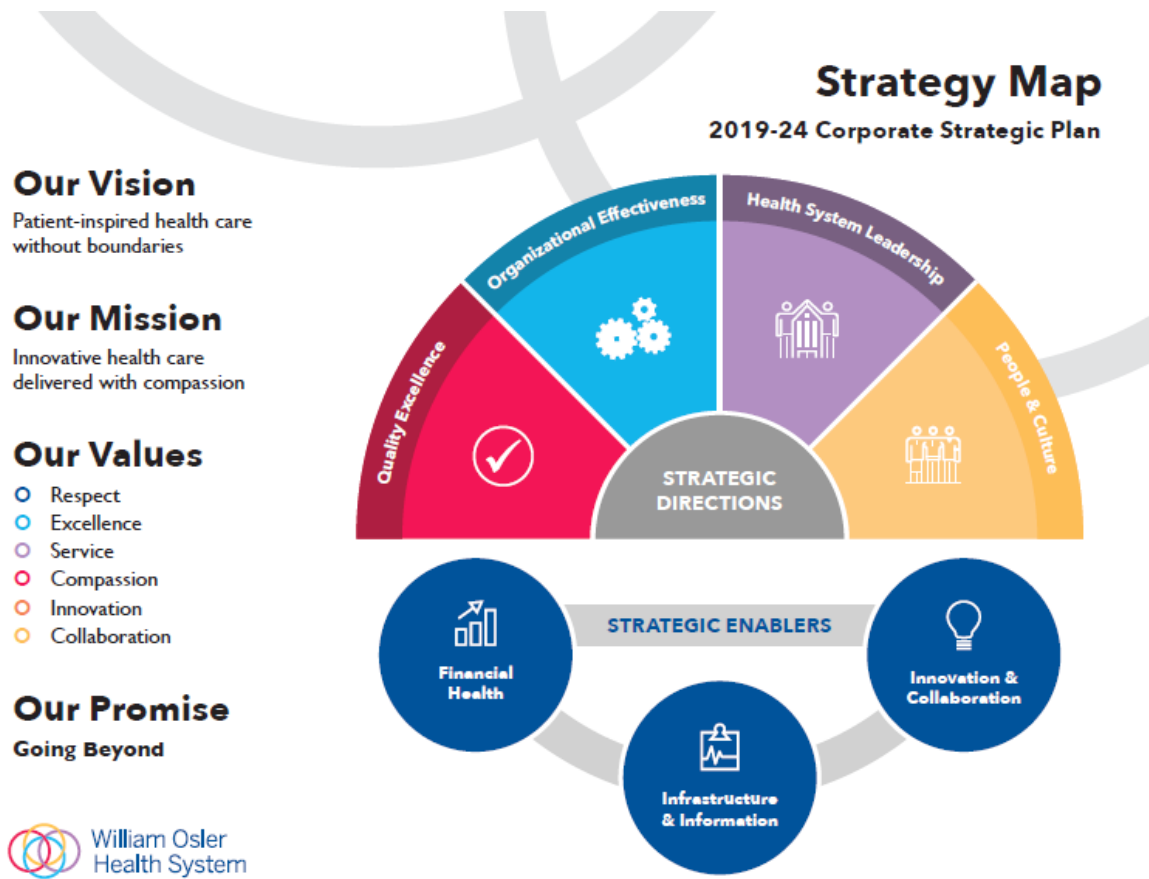 Strategy Map
2019-24 Corporate Strategic Plan
Our Vision
Patient-inspired health care
without boundaries
Our Mission
Innovative health care
delivered with compassion
Our Values
Respect
Excellence
Service
Compassion
Innovation
Collaboration
Our Promise
Going Beyond
William Osler
Health System
Quality Excellence
Organizational Effectiveness
Health System Leadership
People & Culture
STRATEGIC
DIRECTIONS
STRATEGIC ENABLERS
Financial
Health
Infrastructure
& Information
Innovation &
Collaboration